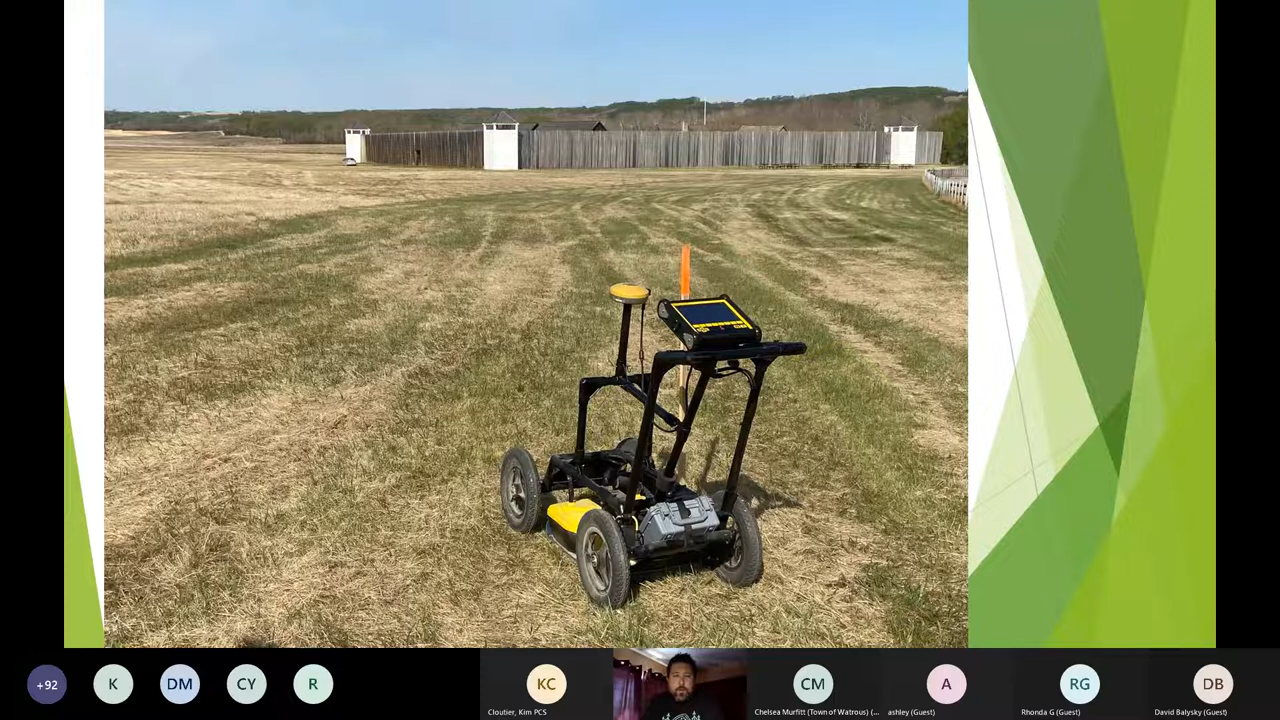 +92
K
DM
CY
R
KC
Cloutier, Kim PCS
CM
Chelsea Murfitt (Town of Watrous) (...
A
ashley (Guest)
RG
Rhonda G (Guest)
DB
David Balysky (Guest)